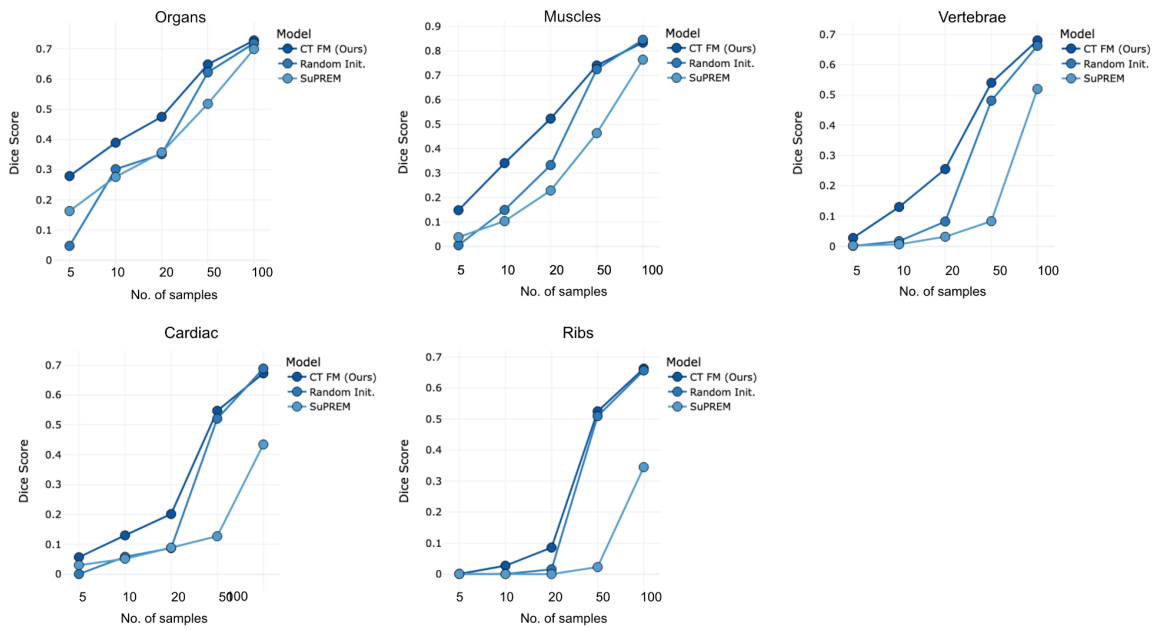 Organs
Dice Score
0.7
0.6
0.5
0.4
0.3
0.2
0.1
0
5 10 20 50 100
No. of samples
Model
CT FM (Ours)
Random Init.
SuPREM
Muscles
Dice Score
0.9
0.8
0.7
0.6
0.5
0.4
0.3
0.2
0.1
0
5 10 20 50 100
No. of samples
Model
CT FM (Ours)
Random Init.
SuPREM
Vertebrae
Dice Score
0.7
0.6
0.5
0.4
0.3
0.2
0.1
0
5 10 20 50 100
No. of samples
Model
CT FM (Ours)
Random Init.
SuPREM
Cardiac
Dice Score
0.7
0.6
0.5
0.4
0.3
0.2
0.1
0
5 10 20 50 100
No. of samples
Model
CT FM (Ours)
Random Init.
SuPREM
Ribs
Dice Score
0.7
0.6
0.5
0.4
0.3
0.2
0.1
0
5 10 20 50 100
No. of samples
Model
CT FM (Ours)
Random Init.
SuPREM